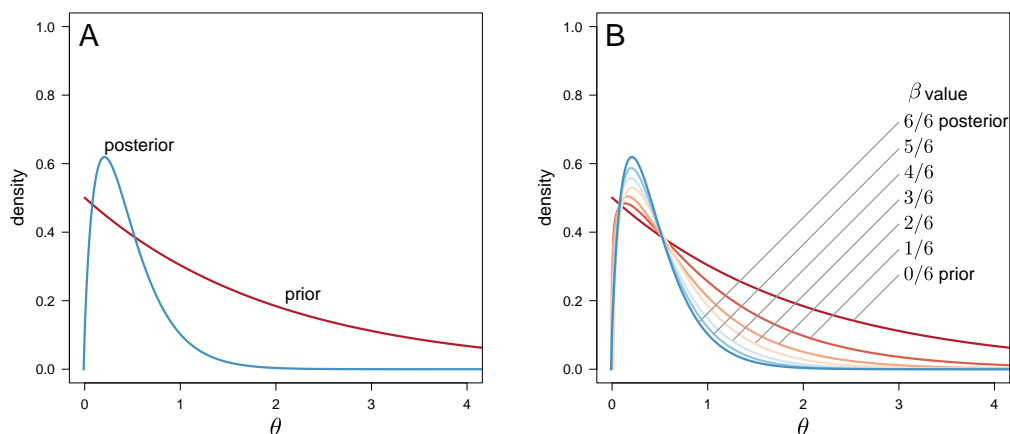 A
1.0
0.8
0.6
0.4
0.2
0.0
density
posterior
prior
0 1 2 3 4
θ
B
1.0
0.8
0.6
0.4
0.2
0.0
density
β value
6/6 posterior
5/6
4/6
3/6
2/6
1/6
0/6 prior
0 1 2 3 4
θ